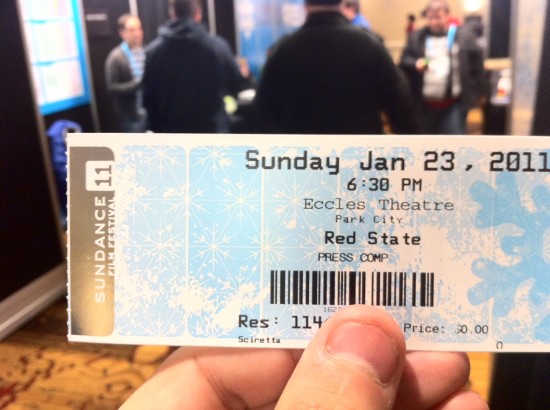 SUNDANCE
FILM FESTIVAL
11
Sunday Jan 23, 2011
6:30 PM
Eccles Theatre
Park City
Red State
PRESS COMP
Res: 114
Price: $0.00
Sciretta
0